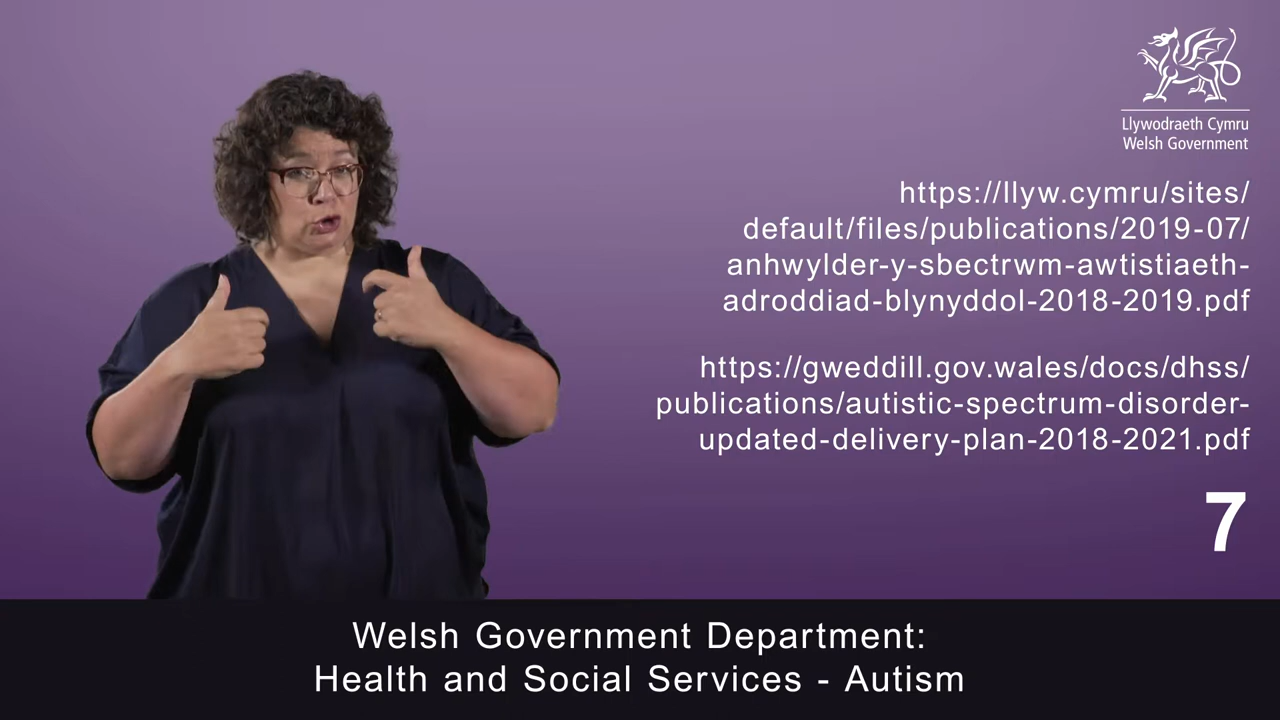 Llywodraeth Cymru
Welsh Government
https://llyw.cymru/sites/
default/files/publications/2019-07/
anhwylder-y-sbectrwm-awtistiaeth-
adroddiad-blynyddol-2018-2019.pdf
https://gweddill.gov.wales/docs/dhss/
publications/autistic-spectrum-disorder-
updated-delivery-plan-2018-2021.pdf
7
Welsh Government Department:
Health and Social Services - Autism